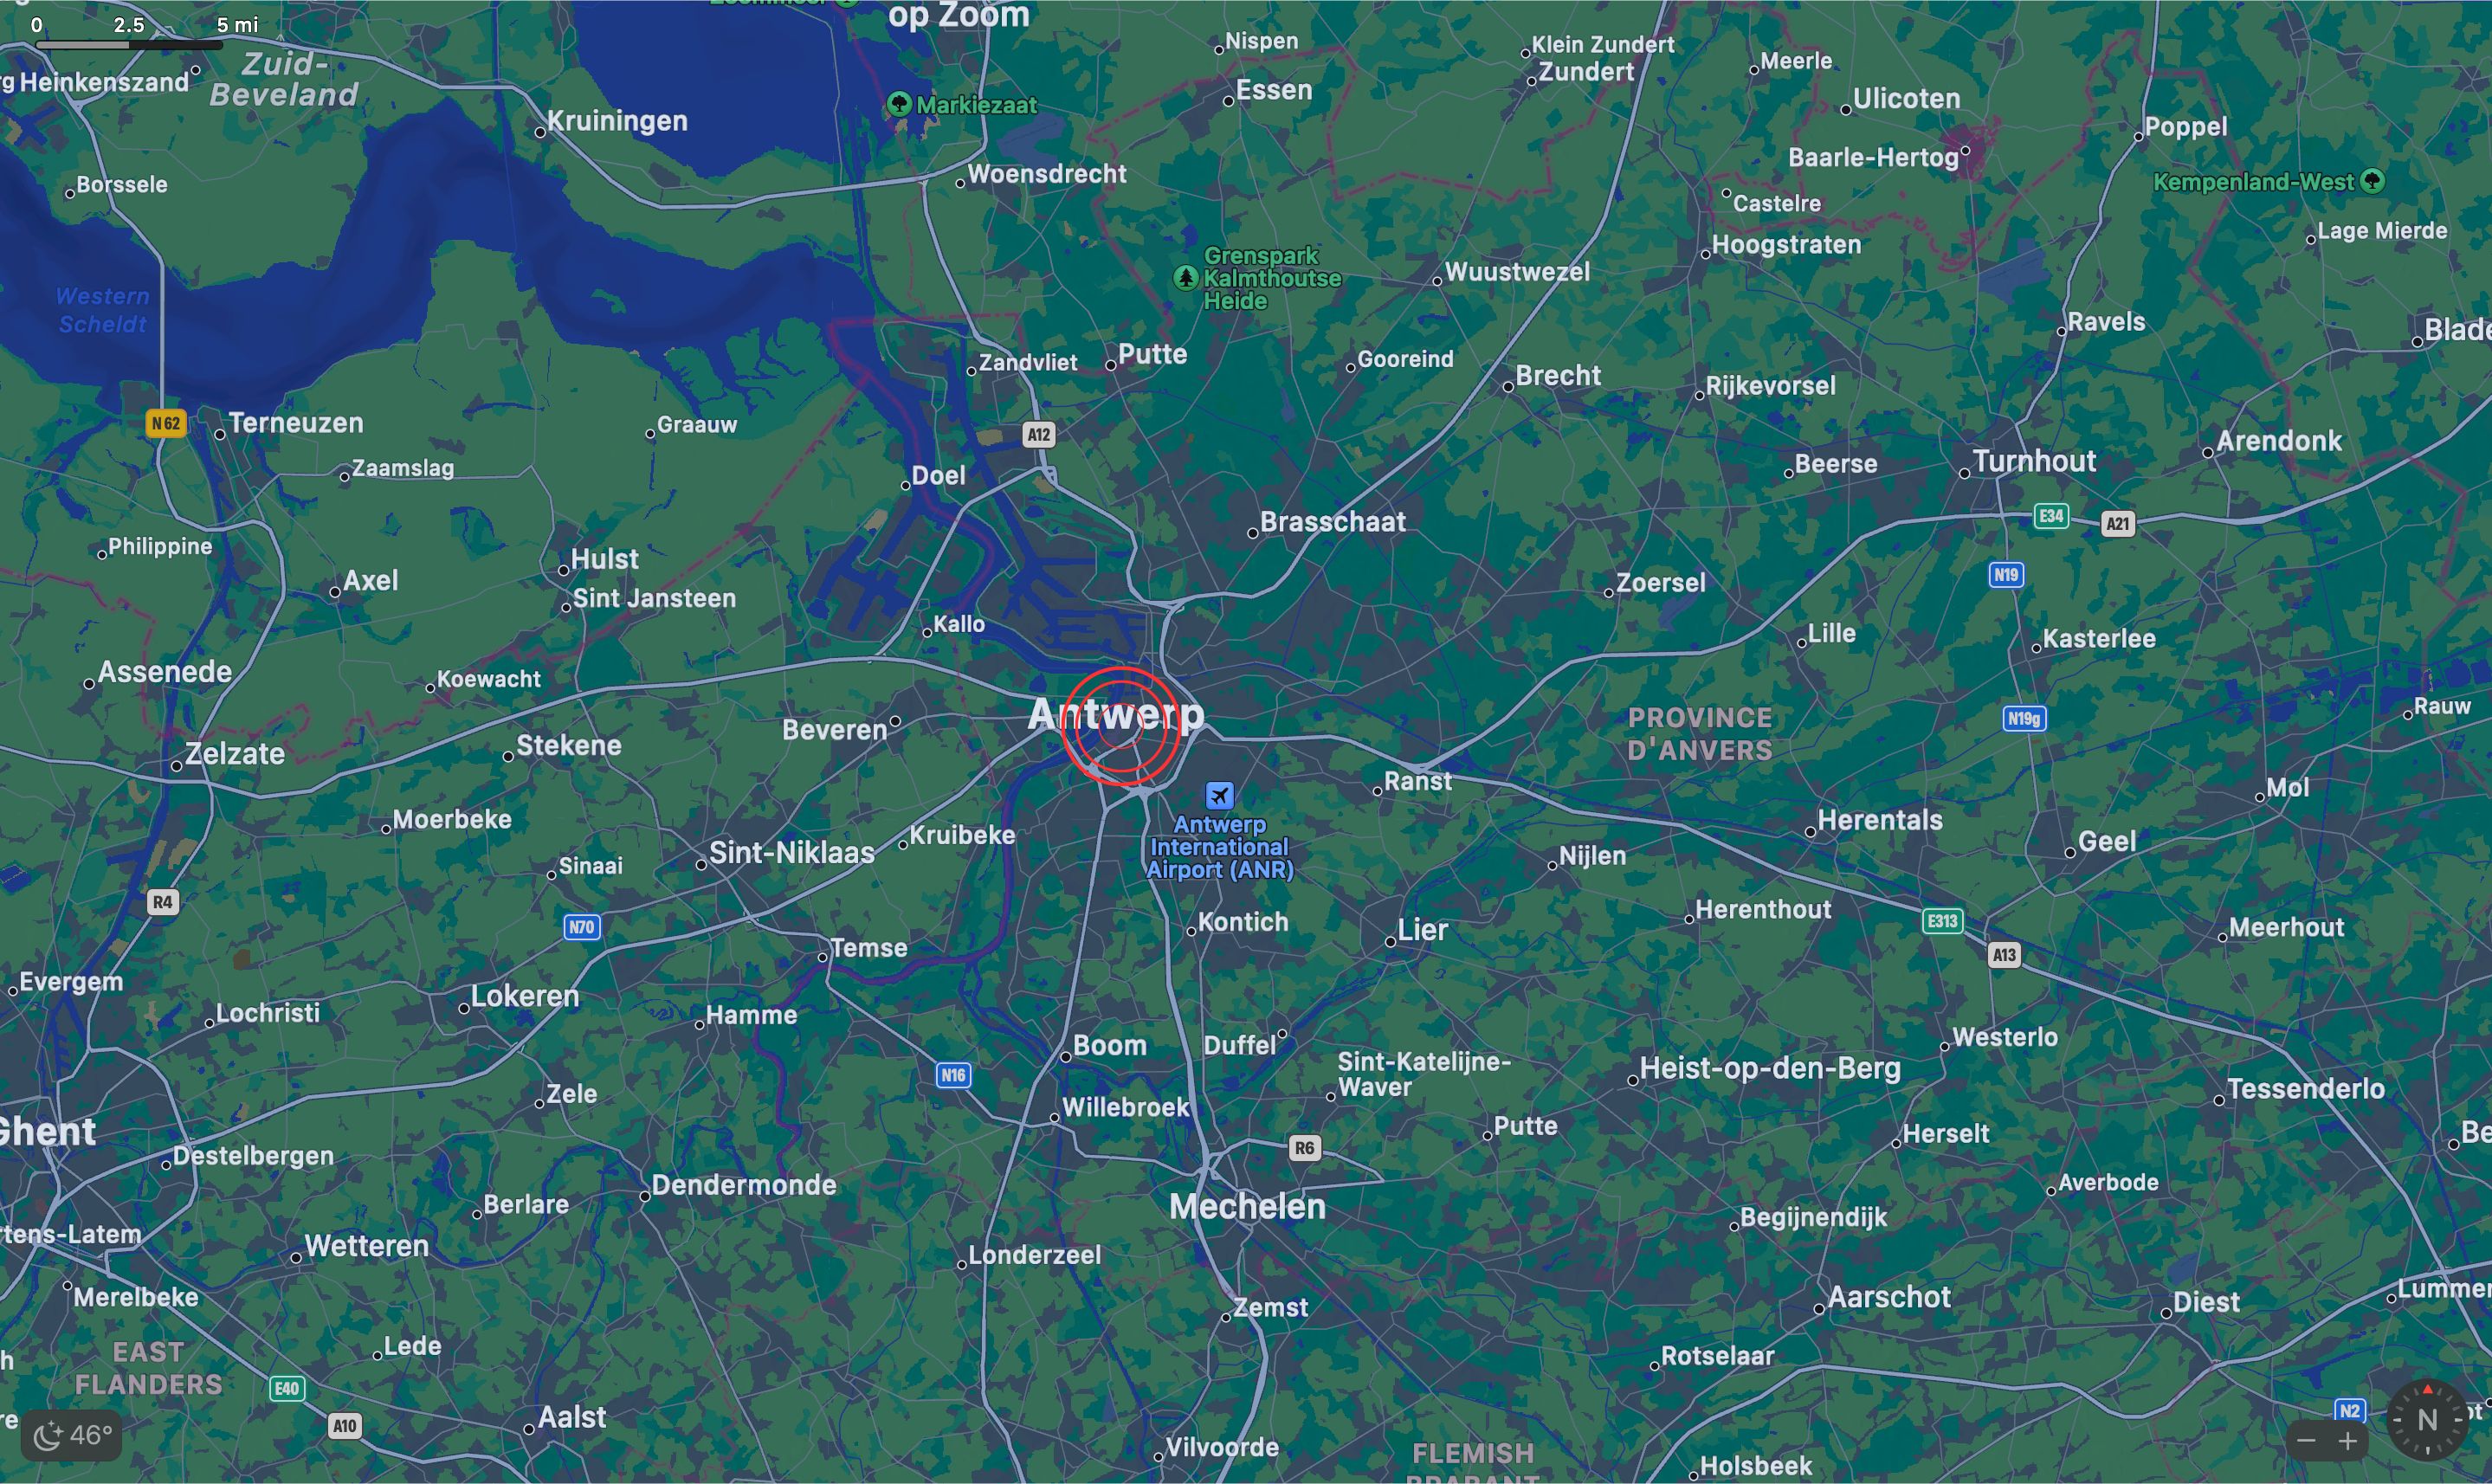 0 2.5 5 mi
op Zoom
Nispen
Klein Zundert
Zundert
Meerle
Zuid-
Beveland
Heinkenszand
Essen
Markiezaat
Ulicoten
Kruiningen
Poppel
Baarle-Hertog
Woensdrecht
Kempenland-West
Borssele
Castelre
Lage Mierde
Hoogstraten
Grenspark
Kalmthoutse
Heide
Wuustwezel
Western
Scheldt
Ravels
Zandvliet
Putte
Gooreind
Brecht
Rijkevorsel
N 62
Terneuzen
Graauw
A12
Arendonk
Zaamslag
Doel
Beerse
Turnhout
Brasschaat
E34
A21
Philippine
Hulst
Axel
N19
Zoersel
Sint Jansteen
Kallo
Lille
Kasterlee
Assenede
Koewacht
Rauw
Antwerp
Beveren
PROVINCE
D'ANVERS
N19g
Zelzate
Stekene
Ranst
Mol
Antwerp
International
Airport (ANR)
Moerbeke
Kruibeke
Herentals
Geel
Sint-Niklaas
Sinaai
Nijlen
R4
N70
Kontich
Lier
Herenthout
E313
Meerhout
Temse
A13
Evergem
Lokeren
Lochristi
Hamme
Boom
Duffel
Westerlo
Sint-Katelijne-
Waver
Heist-op-den-Berg
N16
Zele
Tessenderlo
Willebroek
Putte
Ghent
Herselt
R6
Destelbergen
Averbode
Dendermonde
Berlare
Mechelen
Begijnendijk
tens-Latem
Wetteren
Londerzeel
Merelbeke
Zemst
Aarschot
Diest
EAST
FLANDERS
Lede
Rotselaar
E40
A10
Aalst
N2
N
46°
Vilvoorde
FLEMISH
Holsbeek